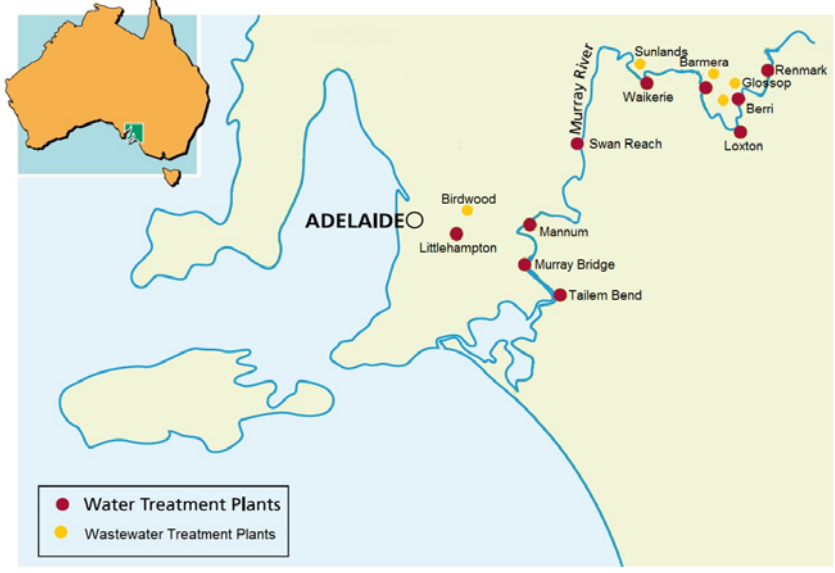 Murray River
Sunlands
Barmera
Renmark
Glossop
Waikerie
Berri
Loxton
Swan Reach
Birdwood
ADELAIDE
Mannum
Littlehampton
Murray Bridge
Tailem Bend
Water Treatment Plants
Wastewater Treatment Plants